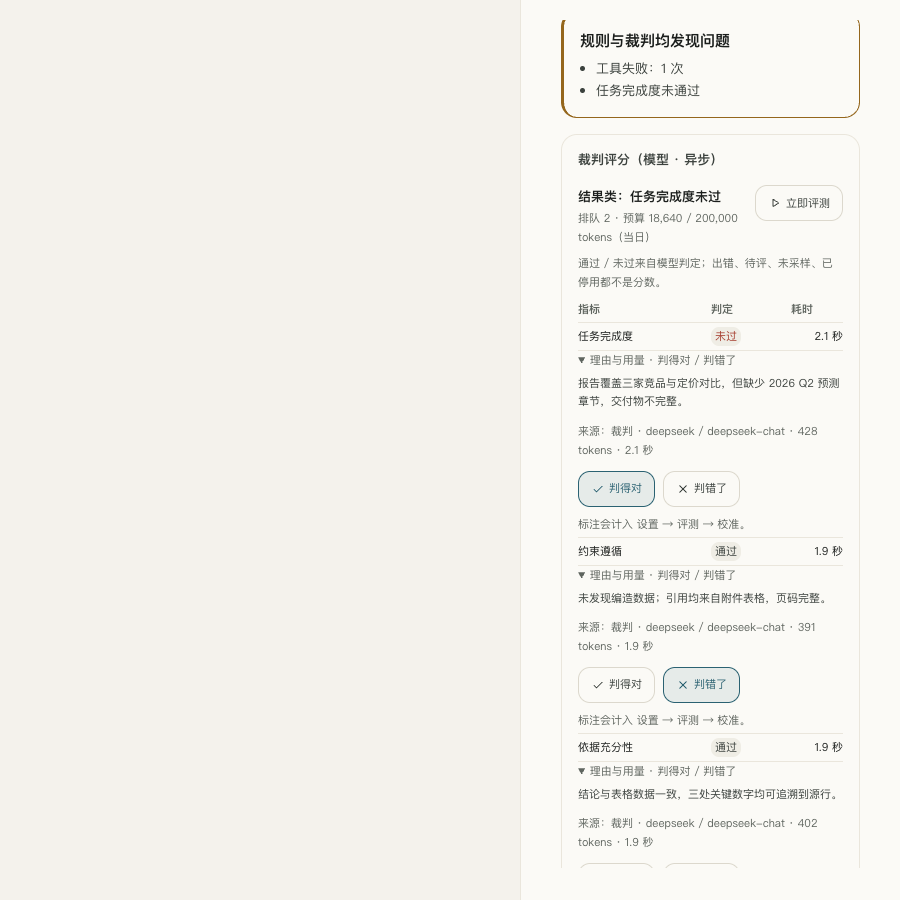 规则与裁判均发现问题
工具失败：1 次
任务完成度未通过
裁判评分（模型 · 异步）
结果类：任务完成度未过
立即评测
排队 2 · 预算 18,640 / 200,000
tokens（当日）
通过 / 未过来自模型判定；出错、待评、未采样、已
停用都不是分数。
指标 判定 耗时
任务完成度 未过 2.1 秒
▼ 理由与用量 · 判得对 / 判错了
报告覆盖三家竞品与定价对比，但缺少 2026 Q2 预测
章节，交付物不完整。
来源：裁判 · deepseek / deepseek-chat · 428
tokens · 2.1 秒
判得对 判错了
标注会计入 设置 → 评测 → 校准。
约束遵循 通过 1.9 秒
▼ 理由与用量 · 判得对 / 判错了
未发现编造数据；引用均来自附件表格，页码完整。
来源：裁判 · deepseek / deepseek-chat · 391
tokens · 1.9 秒
判得对 判错了
标注会计入 设置 → 评测 → 校准。
依据充分性 通过 1.9 秒
▼ 理由与用量 · 判得对 / 判错了
结论与表格数据一致，三处关键数字均可追溯到源行。
来源：裁判 · deepseek / deepseek-chat · 402
tokens · 1.9 秒